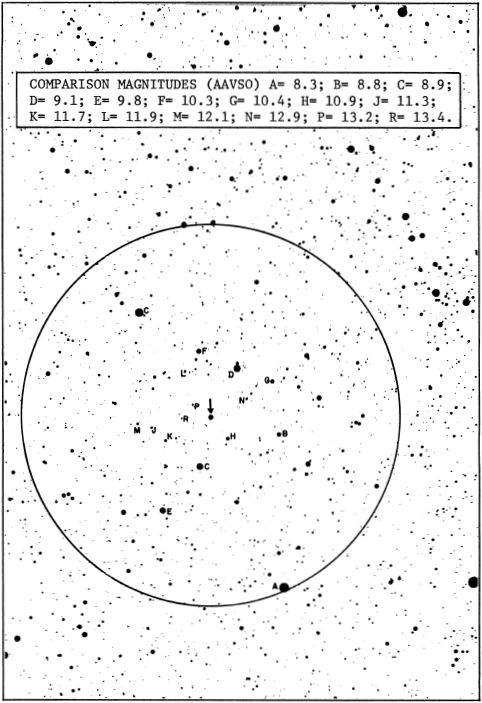 COMPARISON MAGNITUDES (AAVSO) A= 8.3; B= 8.8; C= 8.9;
D= 9.1; E= 9.8; F= 10.3; G= 10.4; H= 10.9; J= 11.3;
K= 11.7; L= 11.9; M= 12.1; N= 12.9; P= 13.2; R= 13.4.
C
F
L
D
G
N
P
R
M J
K
H
B
C
E
A